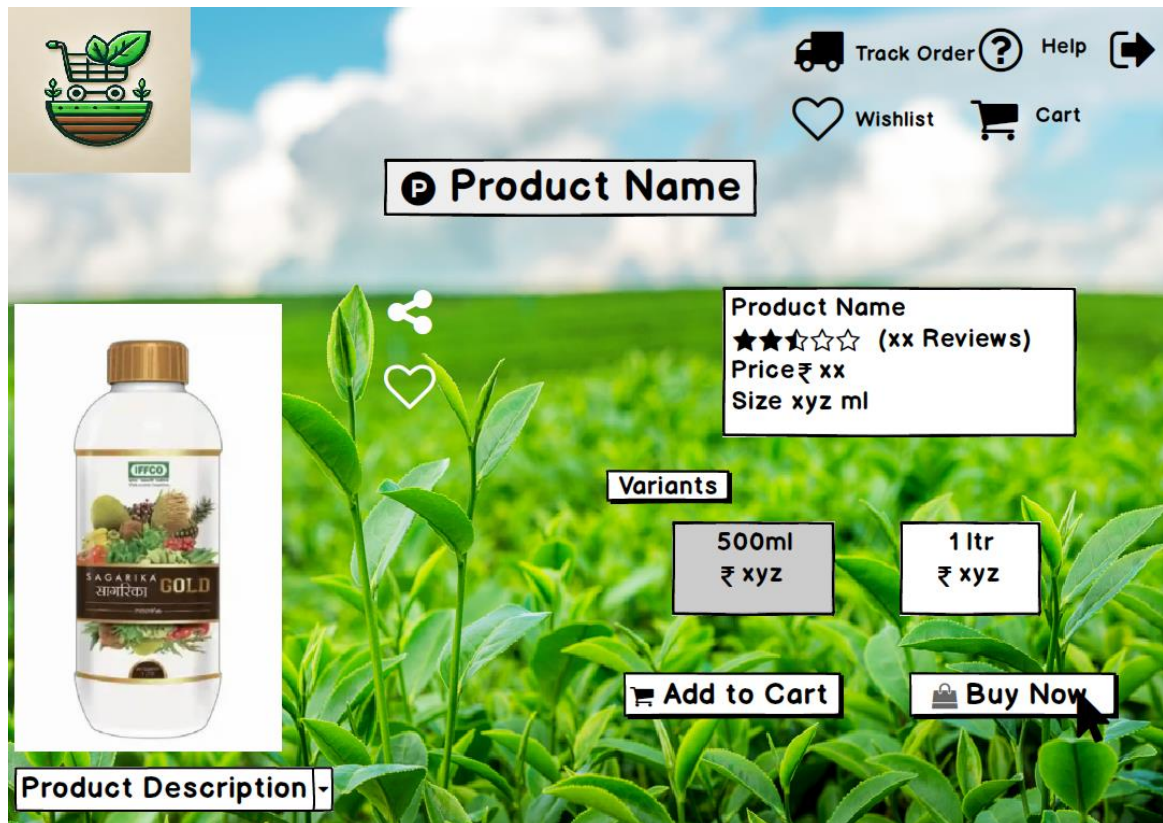 Track Order
Help
Wishlist
Cart
P Product Name
Product Name
(xx Reviews)
Price ₹ xx
Size xyz ml
IFFCO
SAGARIKA
सागरिका GOLD
Variants
500ml
₹ xyz
1 ltr
₹ xyz
Add to Cart
Buy Now
Product Description